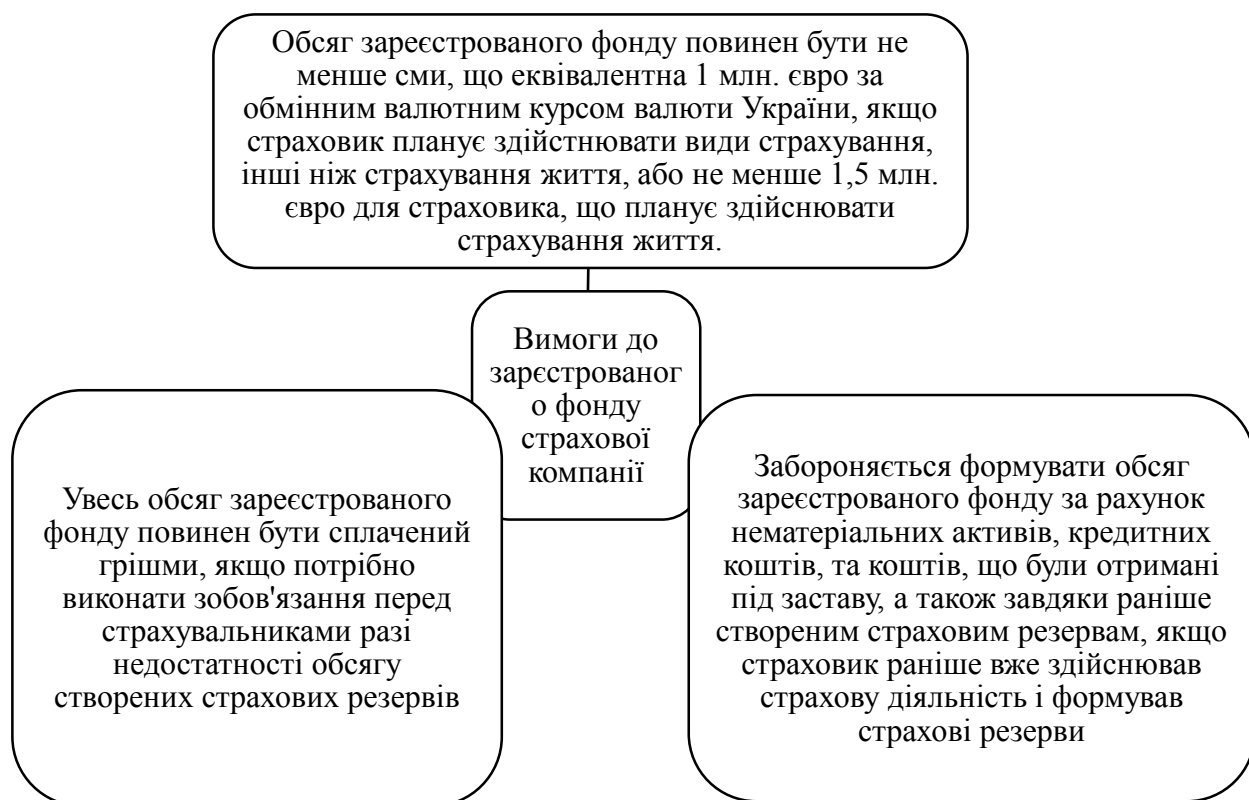 Обсяг зареєстрованого фонду повинен бути не
менше сми, що еквівалентна 1 млн. євро за
обмінним валютним курсом валюти України, якщо
страховик планує здійстнювати види страхування,
інші ніж страхування життя, або не менше 1,5 млн.
євро для страховика, що планує здійснювати
страхування життя.
Вимоги до
зарєстрованог
о фонду
страхової
компанії
Увесь обсяг зареєстрованого
фонду повинен бути сплачений
грішми, якщо потрібно
виконати зобов'язання перед
страхувальниками разі
недостатності обсягу
створених страхових резервів
Забороняється формувати обсяг
зареєстрованого фонду за рахунок
нематеріальних активів, кредитних
коштів, та коштів, що були отримані
під заставу, а також завдяки раніше
створеним страховим резервам, якщо
страховик раніше вже здійснював
страхову діяльність і формував
страхові резерви